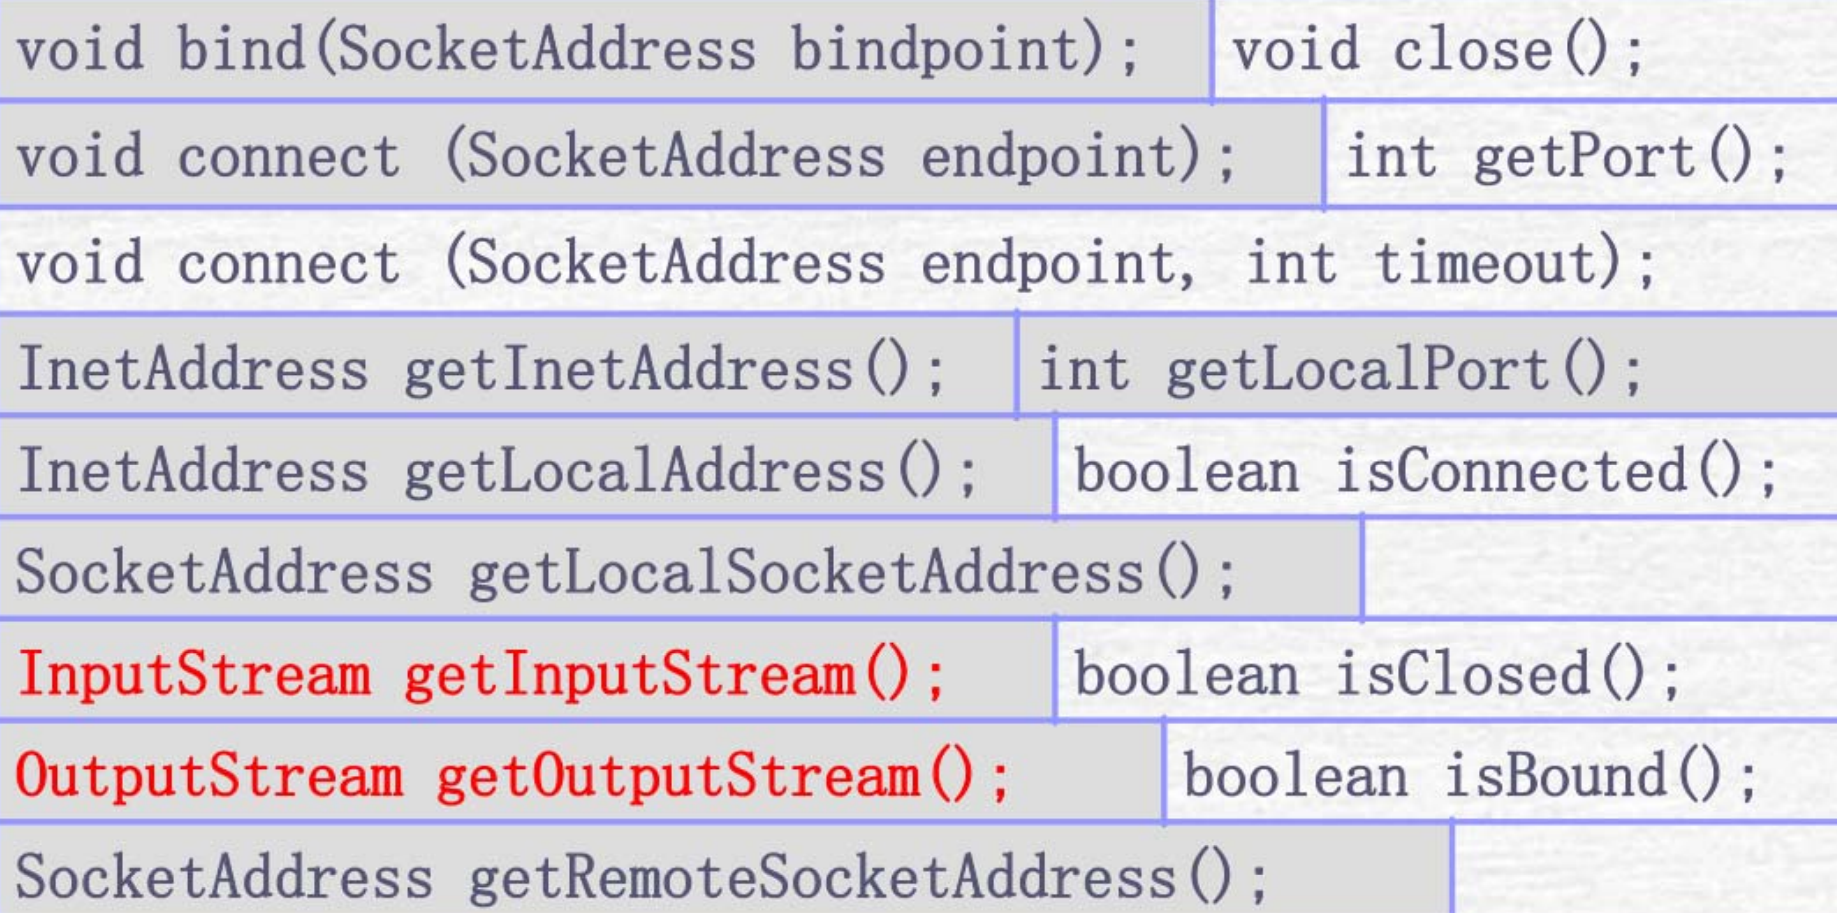 void bind(SocketAddress bindpoint); void close();
void connect (SocketAddress endpoint); int getPort();
void connect (SocketAddress endpoint, int timeout);
InetAddress getInetAddress(); int getLocalPort();
InetAddress getLocalAddress(); boolean isConnected();
SocketAddress getLocalSocketAddress();
InputStream getInputStream(); boolean isClosed();
OutputStream getOutputStream(); boolean isBound();
SocketAddress getRemoteSocketAddress();